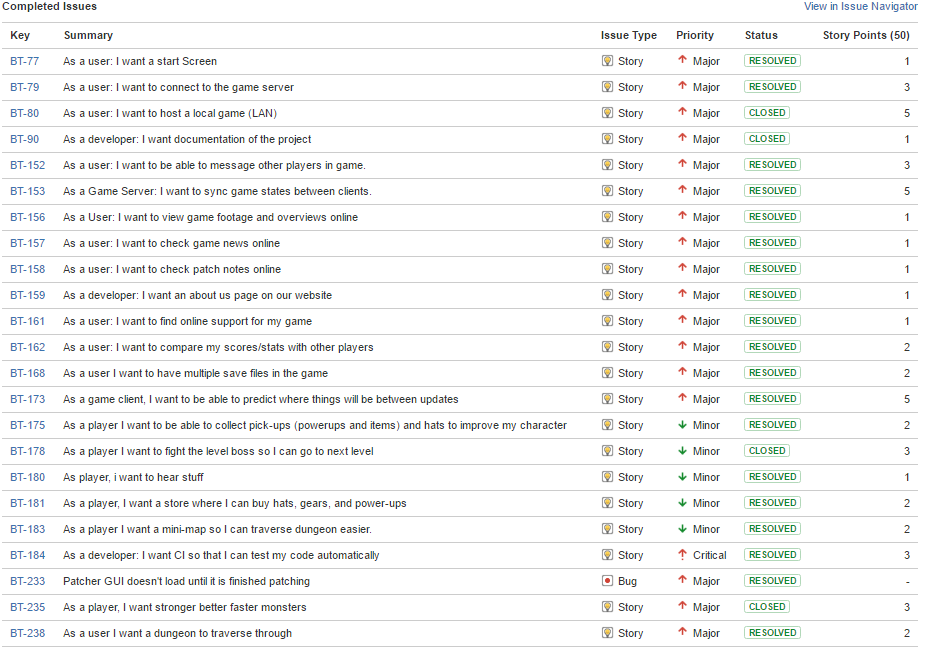 Completed Issues View in Issue Navigator
Key Summary Issue Type Priority Status Story Points (50)
BT-77 As a user: I want a start Screen Story Major RESOLVED 1
BT-79 As a user: I want to connect to the game server Story Major RESOLVED 3
BT-80 As a user: I want to host a local game (LAN) Story Major CLOSED 5
BT-90 As a developer: I want documentation of the project Story Major CLOSED 1
BT-152 As a user: I want to be able to message other players in game. Story Major RESOLVED 3
BT-153 As a Game Server: I want to sync game states between clients. Story Major RESOLVED 5
BT-156 As a User: I want to view game footage and overviews online Story Major RESOLVED 1
BT-157 As a user: I want to check game news online Story Major RESOLVED 1
BT-158 As a user: I want to check patch notes online Story Major RESOLVED 1
BT-159 As a developer: I want an about us page on our website Story Major RESOLVED 1
BT-161 As a user: I want to find online support for my game Story Major RESOLVED 1
BT-162 As a user: I want to compare my scores/stats with other players Story Major RESOLVED 2
BT-168 As a user I want to have multiple save files in the game Story Major RESOLVED 2
BT-173 As a game client, I want to be able to predict where things will be between updates Story Major RESOLVED 5
BT-175 As a player I want to be able to collect pick-ups (powerups and items) and hats to improve my character Story Minor RESOLVED 2
BT-178 As a player I want to fight the level boss so I can go to next level Story Minor CLOSED 3
BT-180 As player, i want to hear stuff Story Minor RESOLVED 1
BT-181 As a player, I want a store where I can buy hats, gears, and power-ups Story Minor RESOLVED 2
BT-183 As a player I want a mini-map so I can traverse dungeon easier. Story Minor RESOLVED 2
BT-184 As a developer: I want CI so that I can test my code automatically Story Critical RESOLVED 3
BT-233 Patcher GUI doesn't load until it is finished patching Bug Major RESOLVED -
BT-235 As a player, I want stronger better faster monsters Story Major CLOSED 3
BT-238 As a user I want a dungeon to traverse through Story Major RESOLVED 2